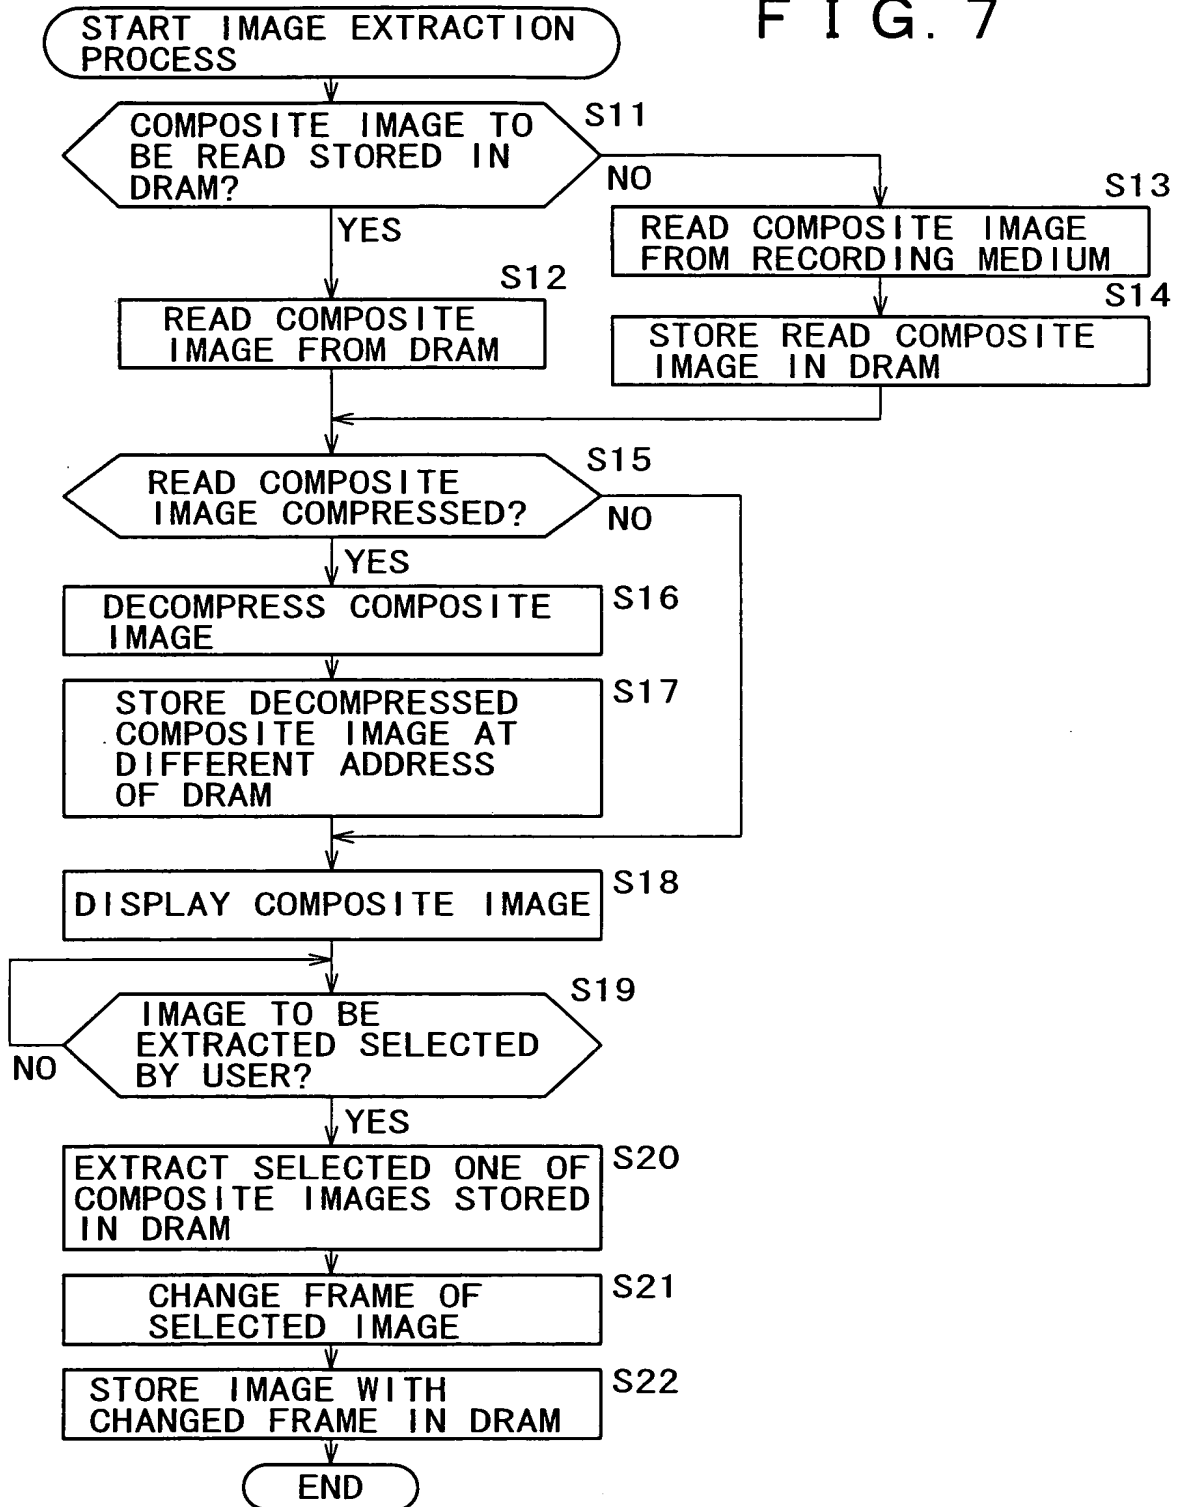 FIG. 7
START IMAGE EXTRACTION
PROCESS
S11
COMPOSITE IMAGE TO
BE READ STORED IN
DRAM?
NO
YES
S13
READ COMPOSITE IMAGE
FROM RECORDING MEDIUM
S12
READ COMPOSITE
IMAGE FROM DRAM
S14
STORE READ COMPOSITE
IMAGE IN DRAM
S15
READ COMPOSITE
IMAGE COMPRESSED?
NO
YES
S16
DECOMPRESS COMPOSITE
IMAGE
S17
STORE DECOMPRESSED
COMPOSITE IMAGE AT
DIFFERENT ADDRESS
OF DRAM
S18
DISPLAY COMPOSITE IMAGE
S19
IMAGE TO BE
EXTRACTED SELECTED
BY USER?
NO
YES
S20
EXTRACT SELECTED ONE OF
COMPOSITE IMAGES STORED
IN DRAM
S21
CHANGE FRAME OF
SELECTED IMAGE
S22
STORE IMAGE WITH
CHANGED FRAME IN DRAM
END